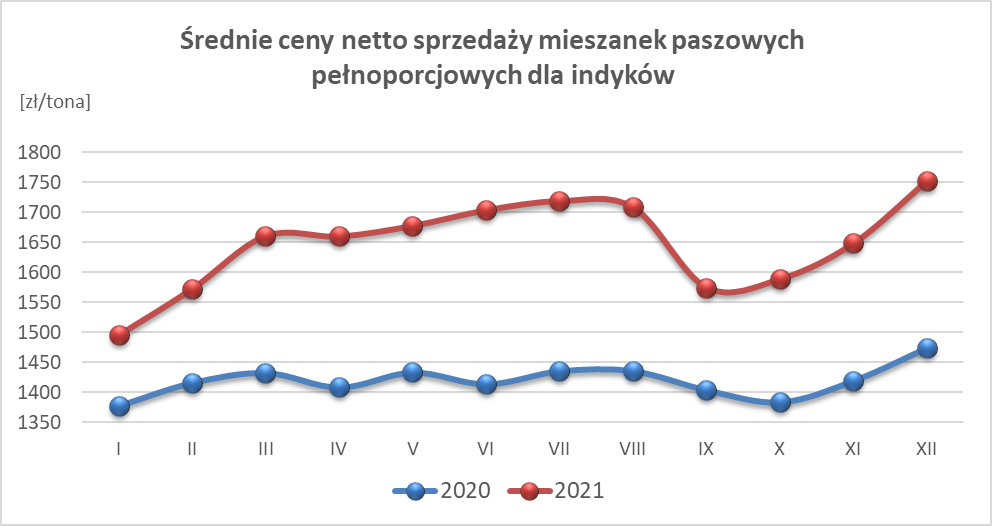 Średnie ceny netto sprzedaży mieszanek paszowych
pełnoporcjowych dla indyków
[zł/tona]
1800
1750
1700
1650
1600
1550
1500
1450
1400
1350
I II III IV V VI VII VIII IX X XI XII
2020 2021